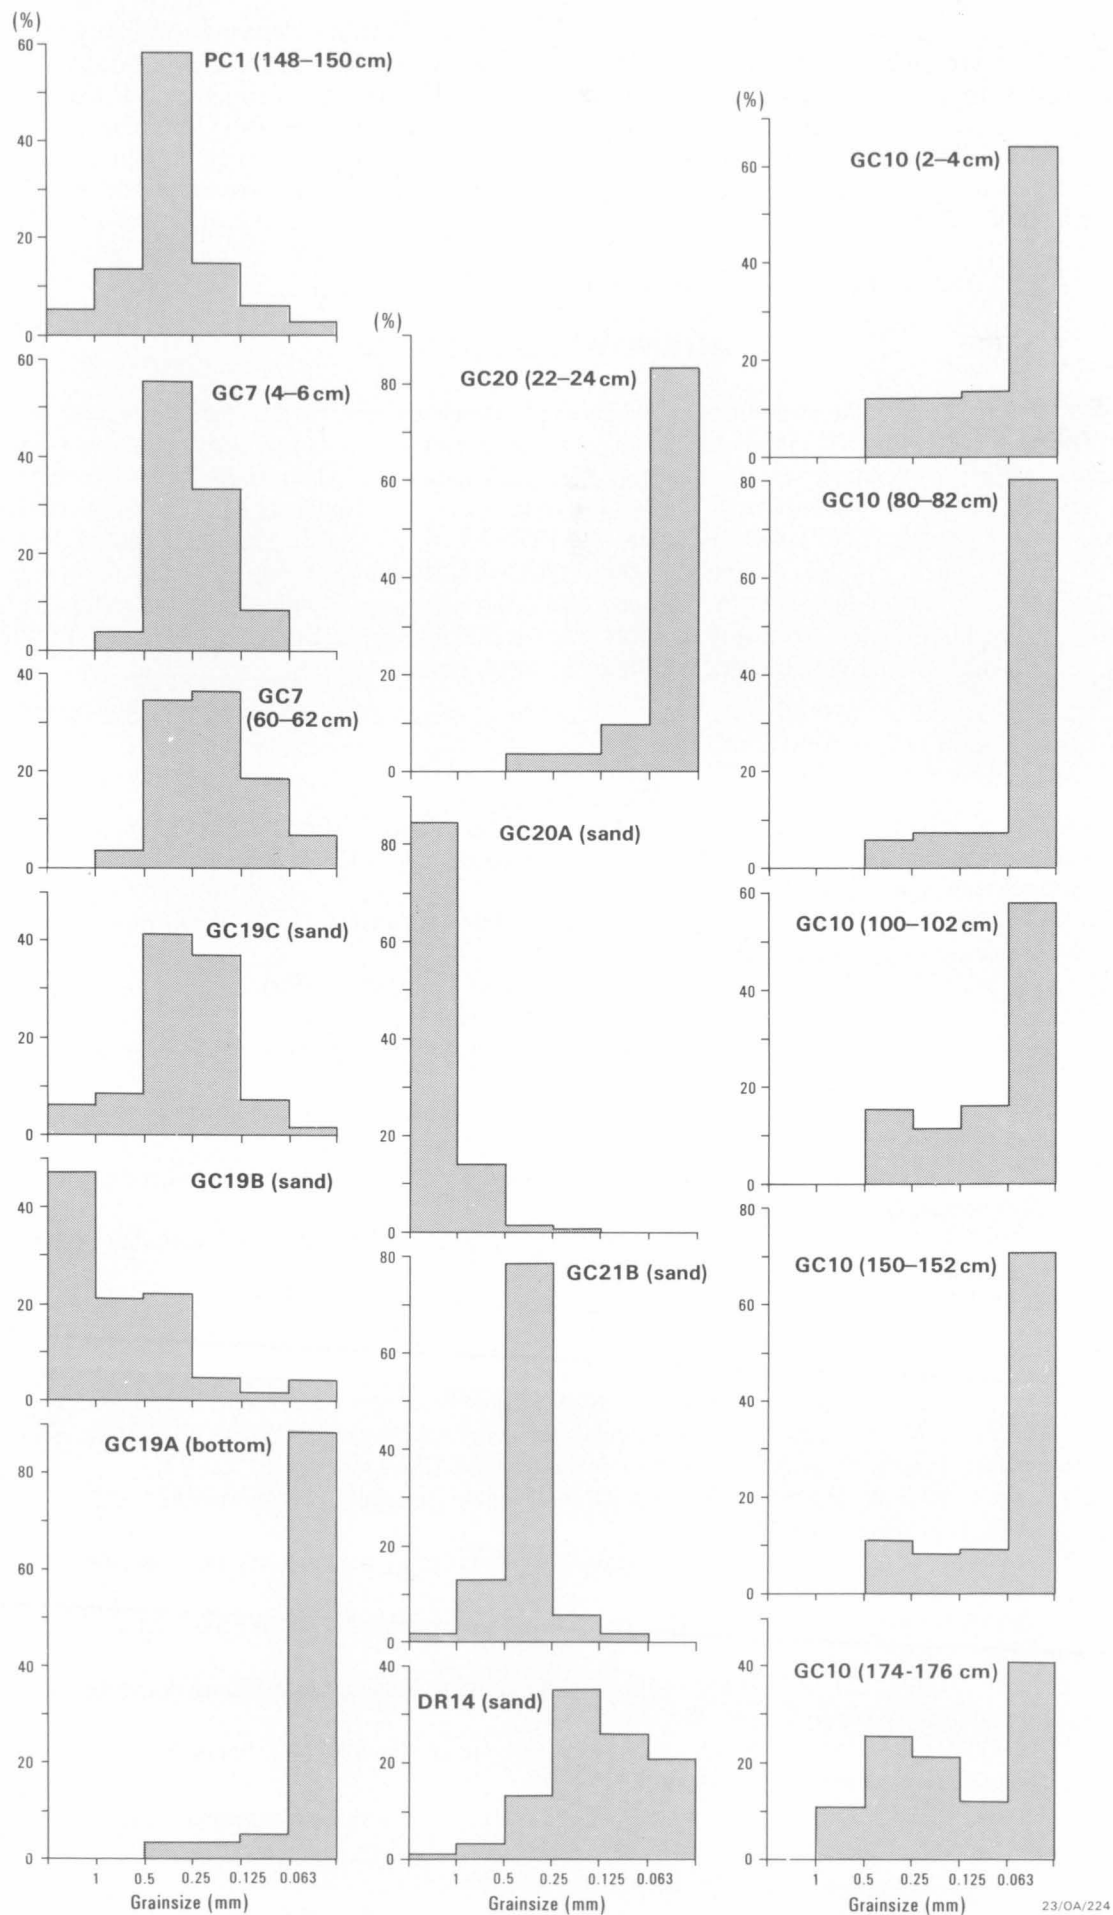 (%)
60
40
20
0
PC1 (148–150 cm)
60
40
20
0
GC7 (4–6 cm)
40
20
0
GC7
(60–62 cm)
40
20
0
GC19C (sand)
40
20
0
GC19B (sand)
80
60
40
20
0
GC19A (bottom)
1 0.5 0.25 0.125 0.063
Grainsize (mm)
(%)
80
60
40
20
0
GC20 (22–24 cm)
80
60
40
20
0
GC20A (sand)
80
60
40
20
0
GC21B (sand)
40
20
0
DR14 (sand)
1 0.5 0.25 0.125 0.063
Grainsize (mm)
(%)
60
40
20
0
GC10 (2–4 cm)
80
60
40
20
0
GC10 (80–82 cm)
60
40
20
0
GC10 (100–102 cm)
80
60
40
20
0
GC10 (150–152 cm)
40
20
0
GC10 (174-176 cm)
1 0.5 0.25 0.125 0.063
Grainsize (mm)
23/OA/224